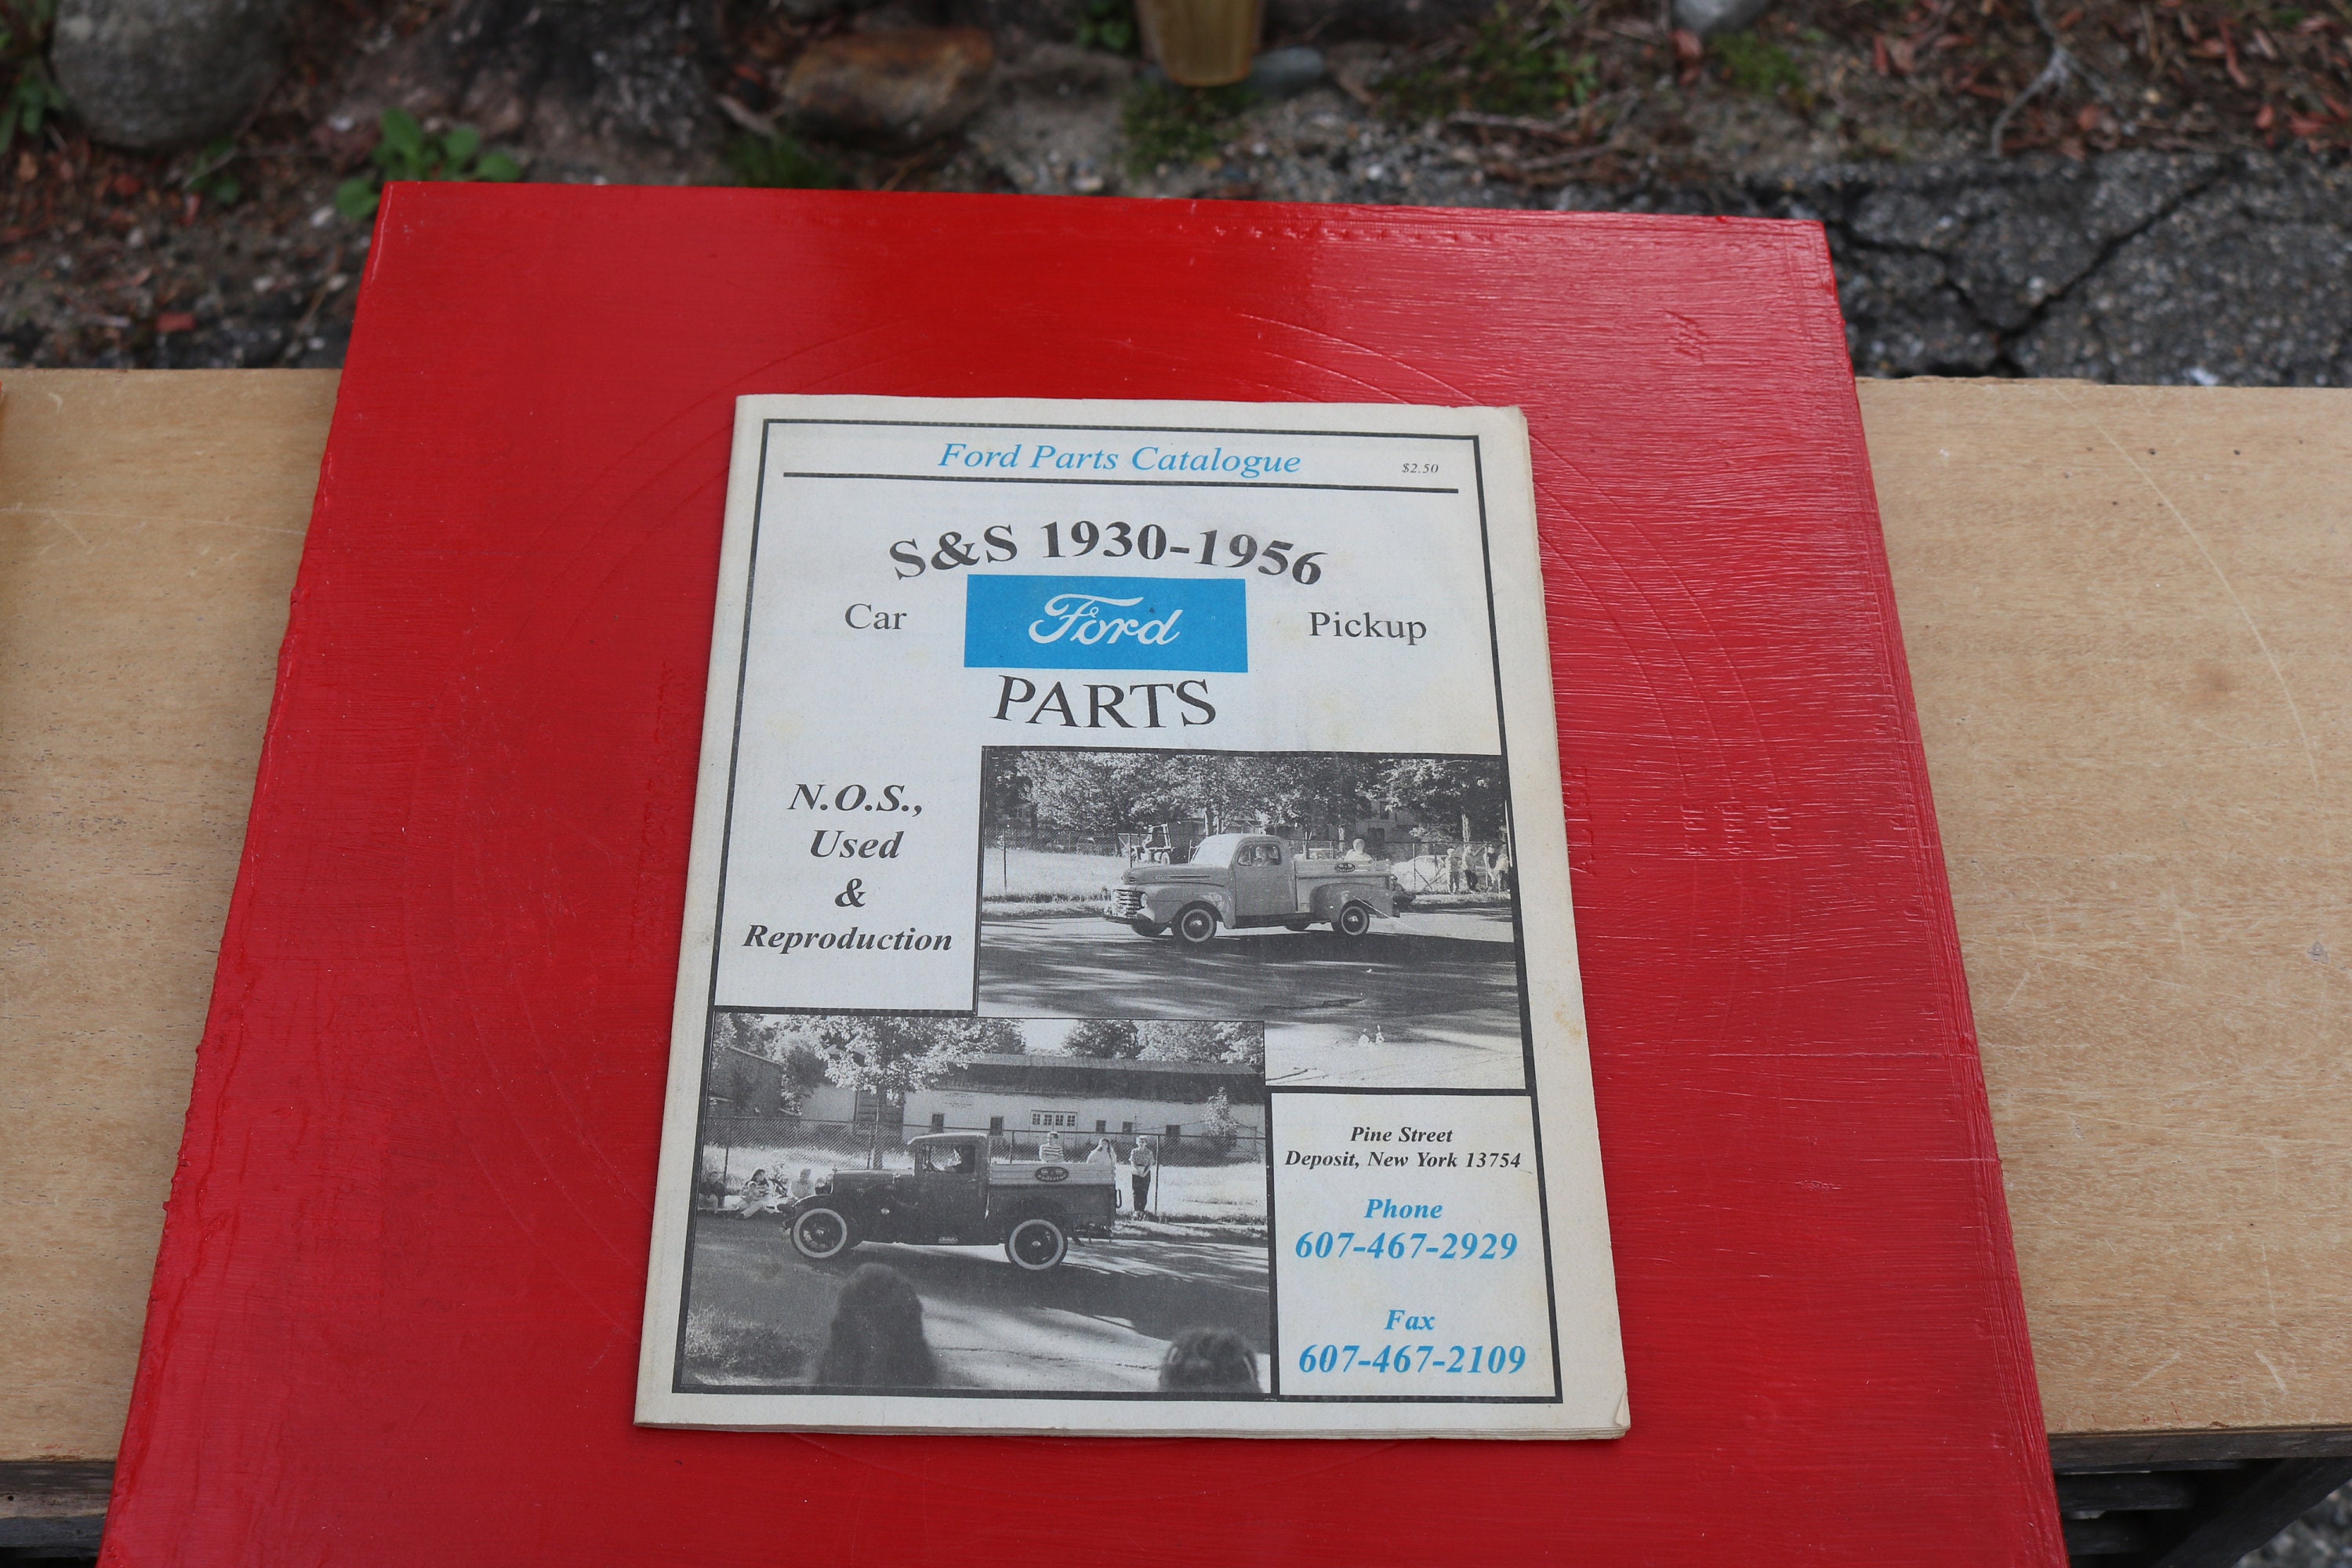 Ford Parts Catalogue
$2.50
S&S 1930-1956
Car
Ford
Pickup
PARTS
N.O.S.,
Used
&
Reproduction
Pine Street
Deposit, New York 13754
Phone
607-467-2929
Fax
607-467-2109